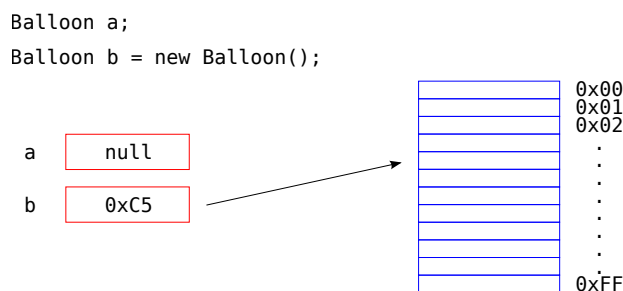 Balloon a;
Balloon b = new Balloon();
0x00
0x01
0x02
a null
b 0xC5
.
.
.
.
.
.
.
.
0xFF